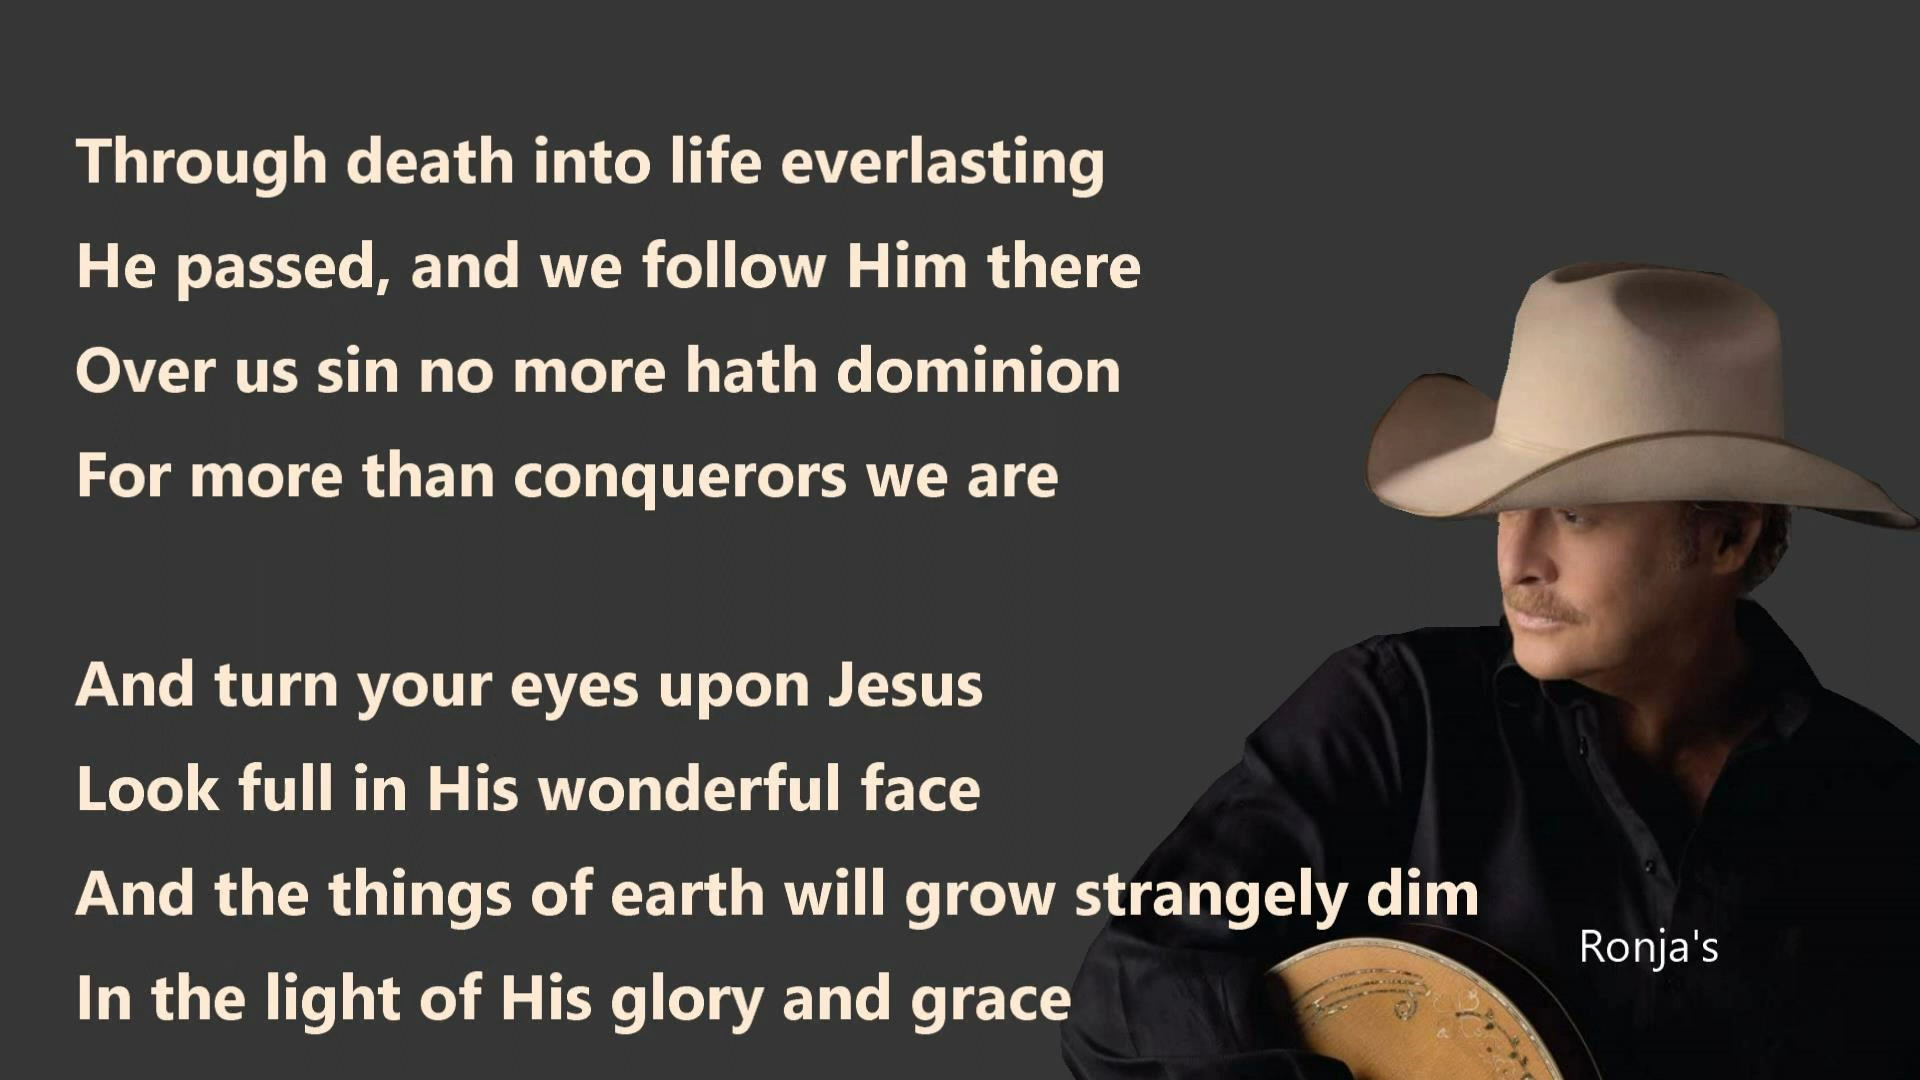 Through death into life everlasting
He passed, and we follow Him there
Over us sin no more hath dominion
For more than conquerors we are
And turn your eyes upon Jesus
Look full in His wonderful face
And the things of earth will grow strangely dim
Ronja's
In the light of His glory and grace